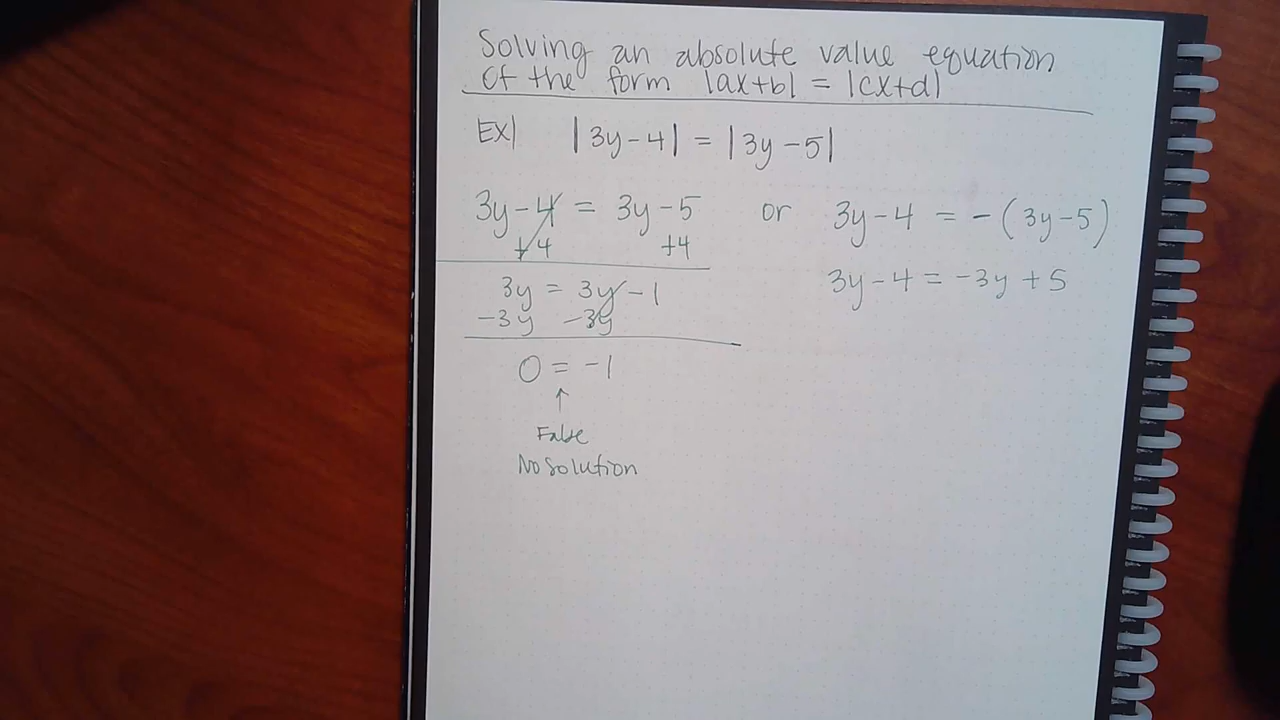 Solving an absolute value equation
of the form |ax+b| = |cx+d|
Ex| |3y-4| = |3y-5|
3y-4 = 3y-5 or 3y-4 = -(3y-5)
+4 +4
3y-4 = -3y+5
3y = 3y-1
-3y -3y
0 = -1
↑
False
No solution